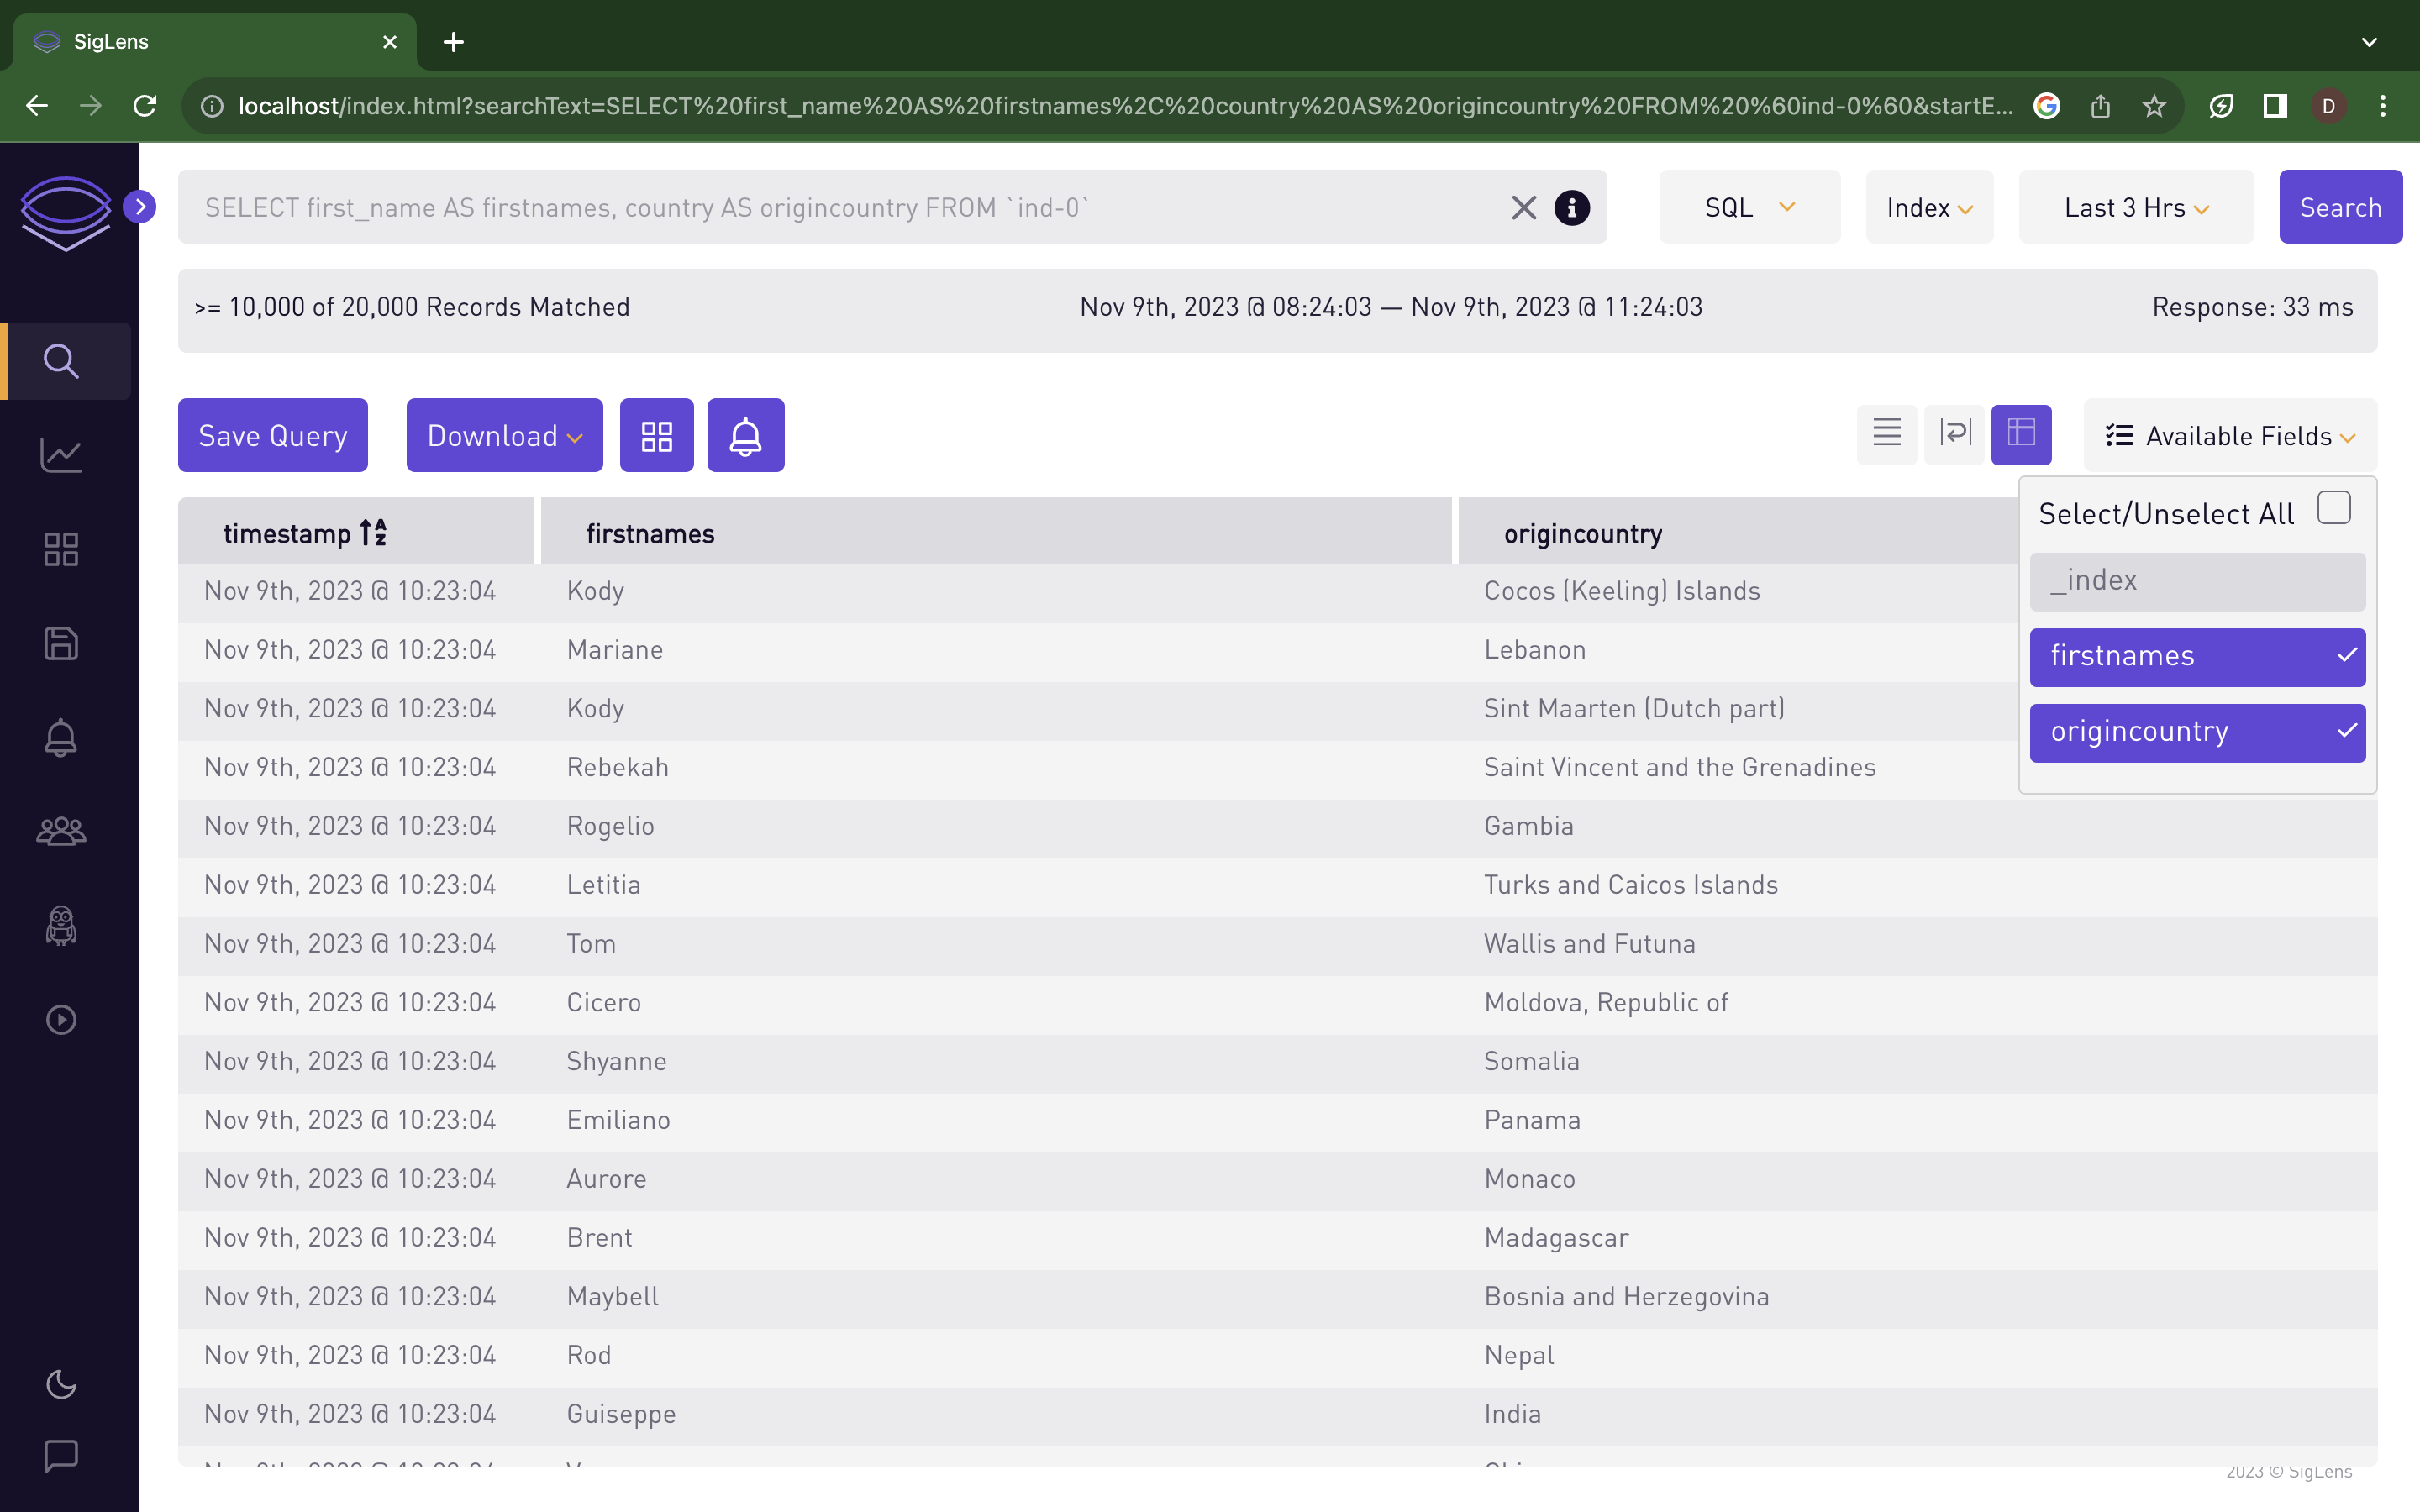 SigLens
localhost/index.html?searchText=SELECT%20first_name%20AS%20firstnames%2C%20country%20AS%20origincountry%20FROM%20%60ind-0%60&startE...
D
SELECT first_name AS firstnames, country AS origincountry FROM `ind-0`
SQL
Index
Last 3 Hrs
Search
>= 10,000 of 20,000 Records Matched
Nov 9th, 2023 @ 08:24:03 — Nov 9th, 2023 @ 11:24:03
Response: 33 ms
Save Query
Download
Available Fields
Select/Unselect All
_index
firstnames
origincountry
timestamp firstnames origincountry
Nov 9th, 2023 @ 10:23:04 Kody Cocos (Keeling) Islands
Nov 9th, 2023 @ 10:23:04 Mariane Lebanon
Nov 9th, 2023 @ 10:23:04 Kody Sint Maarten (Dutch part)
Nov 9th, 2023 @ 10:23:04 Rebekah Saint Vincent and the Grenadines
Nov 9th, 2023 @ 10:23:04 Rogelio Gambia
Nov 9th, 2023 @ 10:23:04 Letitia Turks and Caicos Islands
Nov 9th, 2023 @ 10:23:04 Tom Wallis and Futuna
Nov 9th, 2023 @ 10:23:04 Cicero Moldova, Republic of
Nov 9th, 2023 @ 10:23:04 Shyanne Somalia
Nov 9th, 2023 @ 10:23:04 Emiliano Panama
Nov 9th, 2023 @ 10:23:04 Aurore Monaco
Nov 9th, 2023 @ 10:23:04 Brent Madagascar
Nov 9th, 2023 @ 10:23:04 Maybell Bosnia and Herzegovina
Nov 9th, 2023 @ 10:23:04 Rod Nepal
Nov 9th, 2023 @ 10:23:04 Guiseppe India
2023 © SigLens